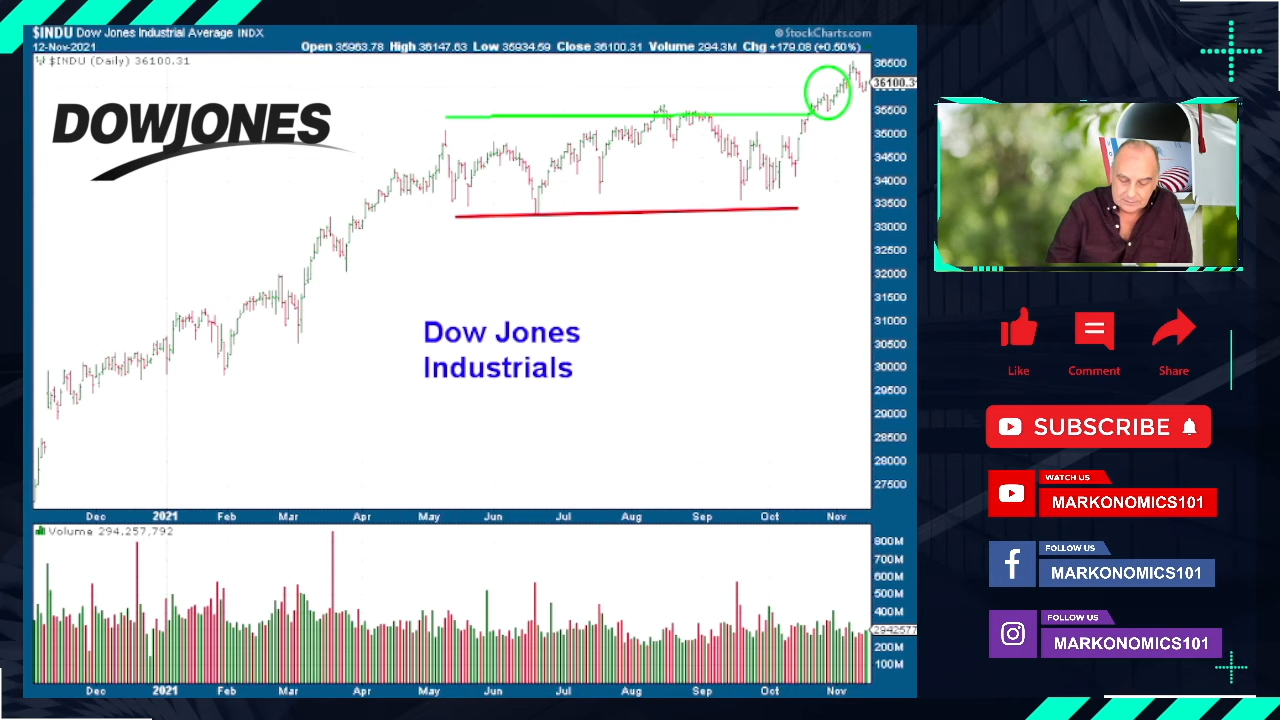 $INDU Dow Jones Industrial Average INDX
© StockCharts.com
12-Nov-2021
Open 35963.78 High 36147.63 Low 35934.59 Close 36100.31 Volume 294.3M Chg +179.08 (+0.50%)
$INDU (Daily) 36100.31
DOWJONES
Dow Jones
Industrials
36500
36100.31
35500
35000
34500
34000
33500
33000
32500
32000
31500
31000
30500
30000
29500
29000
28500
28000
27500
Dec 2021 Feb Mar Apr May Jun Jul Aug Sep Oct Nov
Volume 294,257,792
800M
700M
600M
500M
400M
294257
200M
100M
Dec 2021 Feb Mar Apr May Jun Jul Aug Sep Oct Nov
Like Comment Share
SUBSCRIBE
WATCH US
MARKONOMICS101
FOLLOW US
MARKONOMICS101
FOLLOW US
MARKONOMICS101